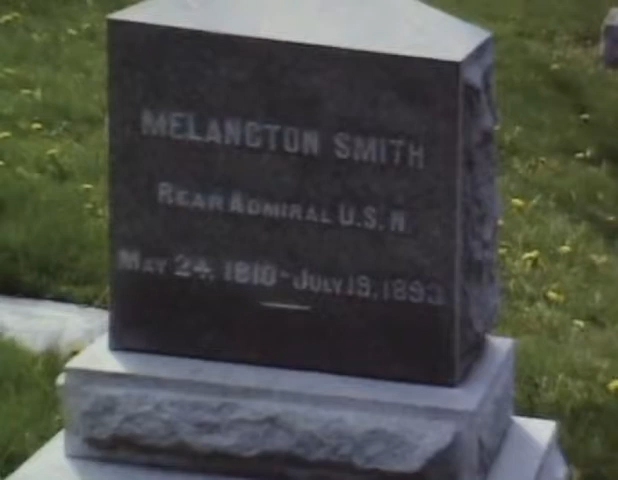 MELANCTON SMITH
REAR ADMIRAL U.S.N.
MAY 24, 1810 - JULY 19, 1893